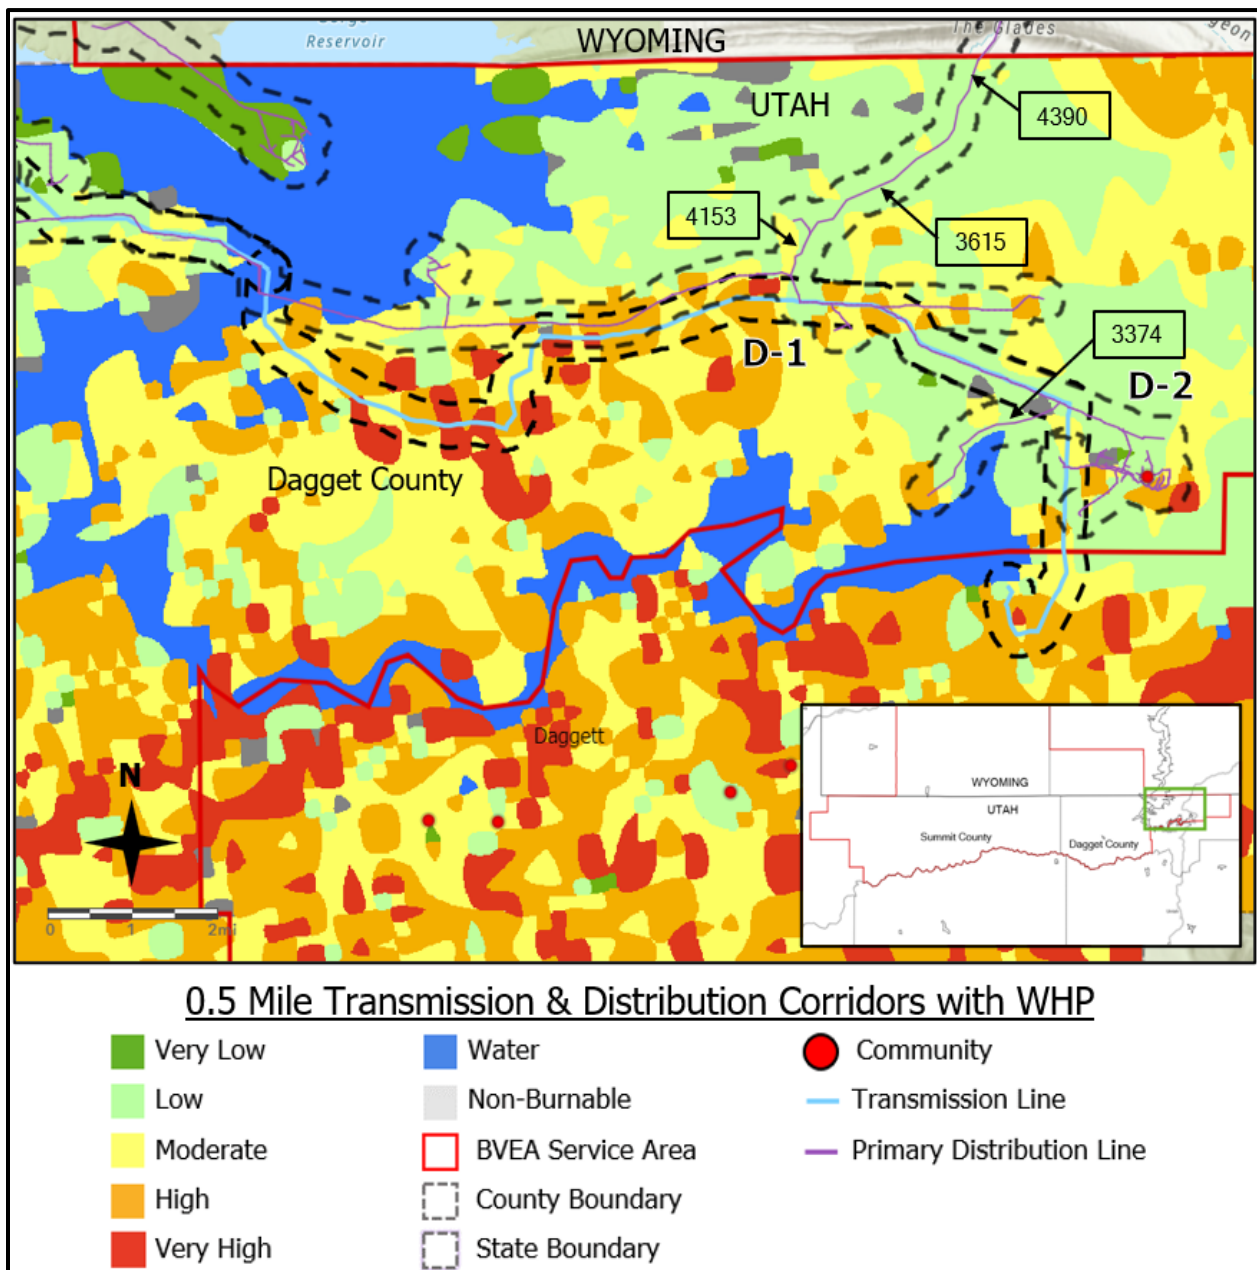 Reservoir
The Glades
WYOMING
UTAH
4390
4153
3615
3374
D-1
D-2
Dagget County
Daggett
N
0 1 2mi
WYOMING
UTAH
Summit County
Dagget County
0.5 Mile Transmission & Distribution Corridors with WHP
Very Low
Low
Moderate
High
Very High
Water
Non-Burnable
BVEA Service Area
County Boundary
State Boundary
Community
Transmission Line
Primary Distribution Line